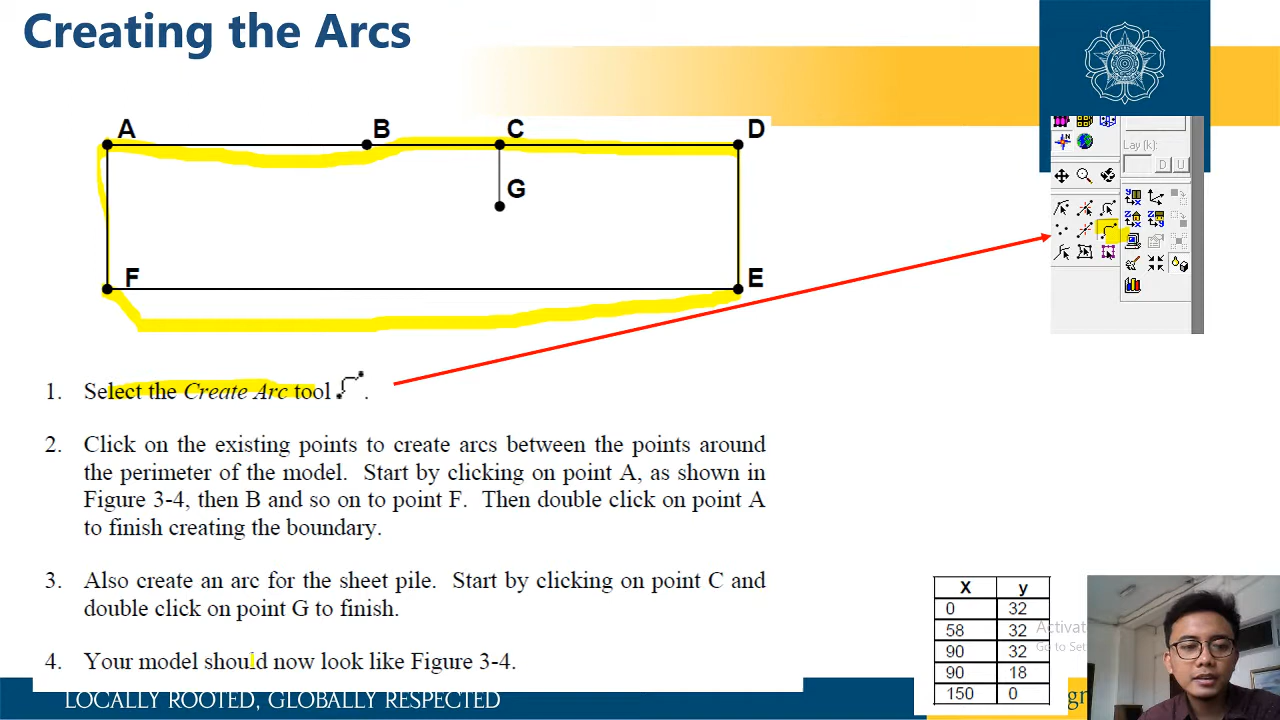 Creating the Arcs
A
B
C
D
G
F
E
Lay (k):
D U
1. Select the Create Arc tool .
2. Click on the existing points to create arcs between the points around
the perimeter of the model. Start by clicking on point A, as shown in
Figure 3-4, then B and so on to point F. Then double click on point A
to finish creating the boundary.
3. Also create an arc for the sheet pile. Start by clicking on point C and
double click on point G to finish.
4. Your model should now look like Figure 3-4.
X y
0 32
58 32
90 32
90 18
150 0
Activat
Go to Set
LOCALLY ROOTED, GLOBALLY RESPECTED